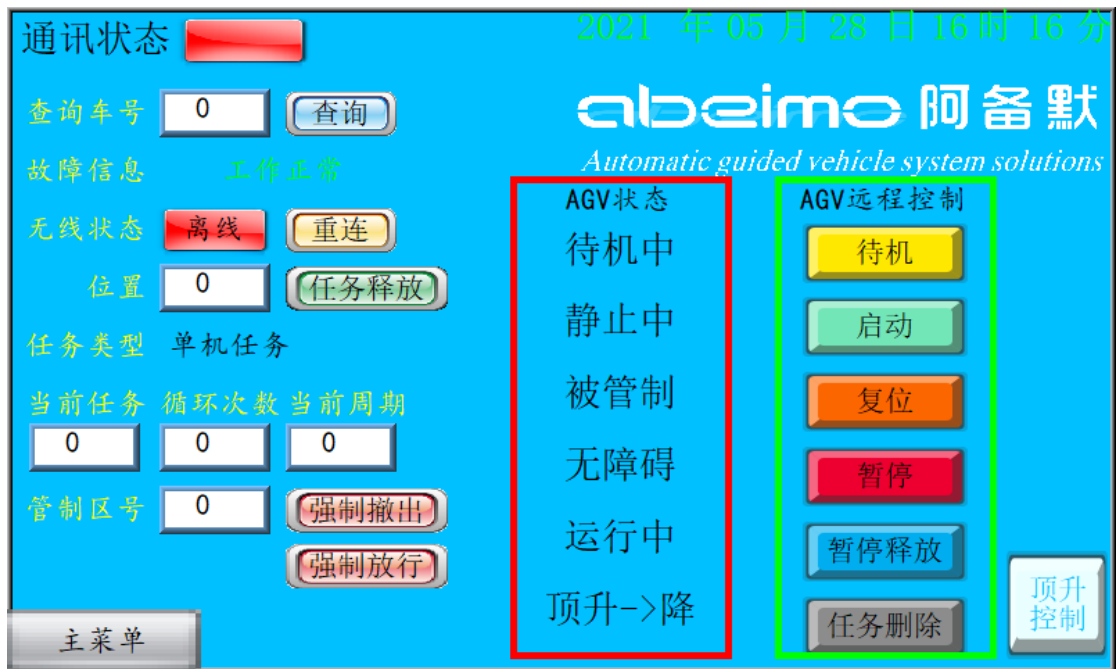 通讯状态
2021 年 05 月 28 日 16 时 16 分
查询车号 0 查询
abeimo 阿备默
Automatic guided vehicle system solutions
故障信息 工作正常
无线状态 离线 重连
位置 0 任务释放
任务类型 单机任务
当前任务 循环次数 当前周期
0 0 0
管制区号 0 强制撤出
强制放行
主菜单
AGV状态
待机中
静止中
被管制
无障碍
运行中
顶升->降
AGV远程控制
待机
启动
复位
暂停
暂停释放
任务删除
顶升
控制